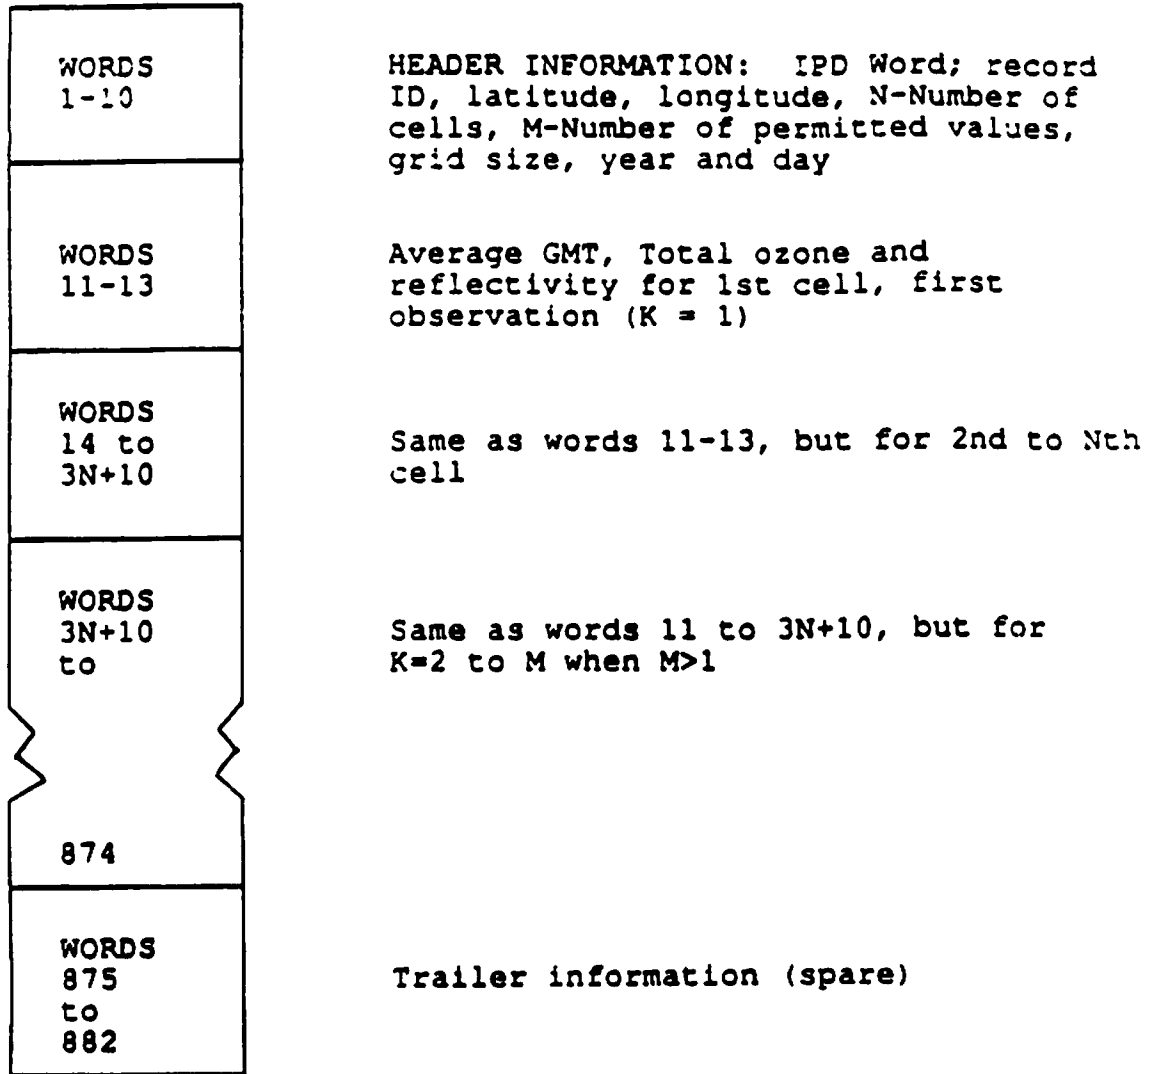 WORDS
1-10
HEADER INFORMATION: IPD Word; record
ID, latitude, longitude, N-Number of
cells, M-Number of permitted values,
grid size, year and day
WORDS
11-13
Average GMT, Total ozone and
reflectivity for 1st cell, first
observation (K = 1)
WORDS
14 to
3N+10
Same as words 11-13, but for 2nd to Nth
cell
WORDS
3N+10
to
Same as words 11 to 3N+10, but for
K=2 to M when M>1
874
WORDS
875
to
882
Trailer information (spare)